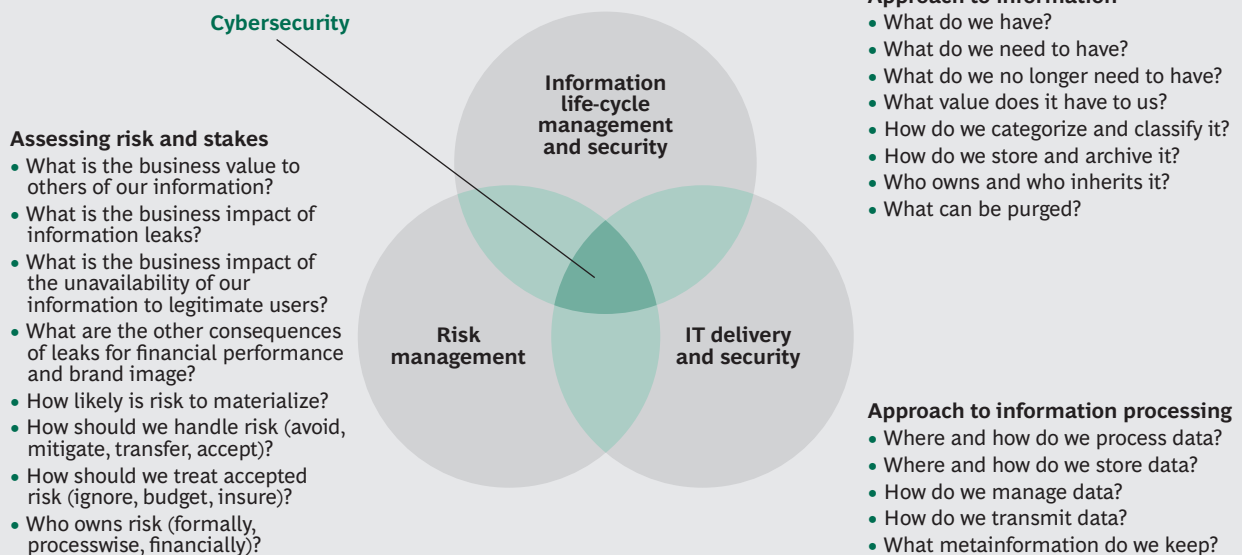 Cybersecurity
Information
life-cycle
management
and security
Risk
management
IT delivery
and security
Assessing risk and stakes
• What is the business value to
others of our information?
• What is the business impact of
information leaks?
• What is the business impact of
the unavailability of our
information to legitimate users?
• What are the other consequences
of leaks for financial performance
and brand image?
• How likely is risk to materialize?
• How should we handle risk (avoid,
mitigate, transfer, accept)?
• How should we treat accepted
risk (ignore, budget, insure)?
• Who owns risk (formally,
processwise, financially)?
Approach to information
• What do we have?
• What do we need to have?
• What do we no longer need to have?
• What value does it have to us?
• How do we categorize and classify it?
• How do we store and archive it?
• Who owns and who inherits it?
• What can be purged?
Approach to information processing
• Where and how do we process data?
• Where and how do we store data?
• How do we manage data?
• How do we transmit data?
• What metainformation do we keep?